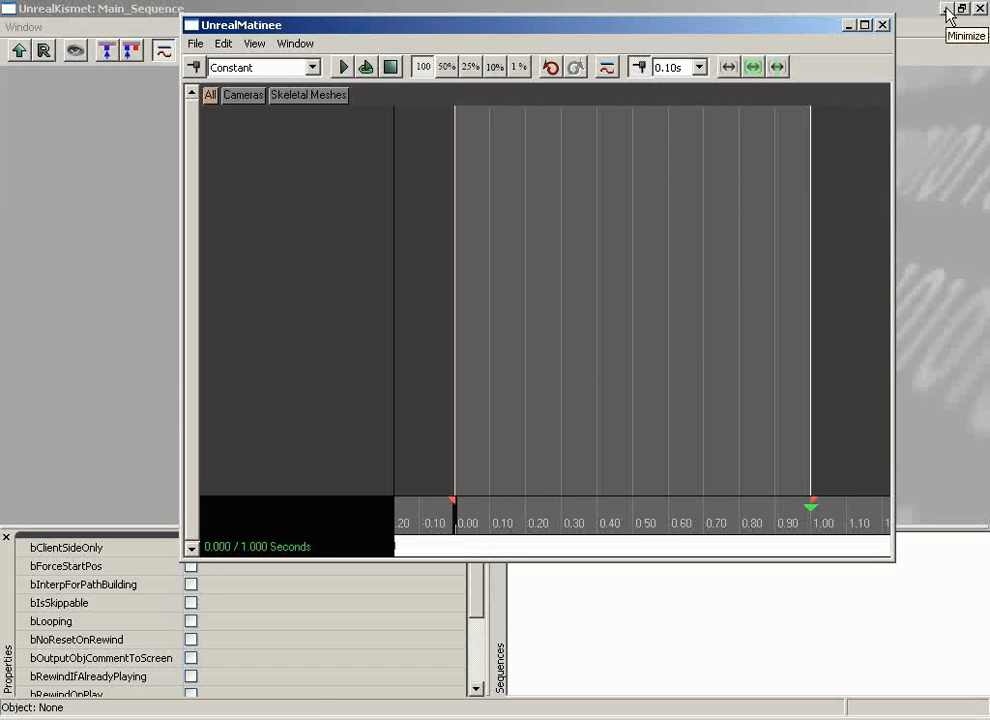 UnrealKismet: Main_Sequence
Window
Minimize
UnrealMatinee
File Edit View Window
Constant 100 50% 25% 10% 1% 0.10s
All Cameras Skeletal Meshes
.20 -0.10 0.00 0.10 0.20 0.30 0.40 0.50 0.60 0.70 0.80 0.90 1.00 1.10 1
0.000 / 1.000 Seconds
bClientSideOnly
bForceStartPos
bInterpForPathBuilding
bIsSkippable
bLooping
bNoResetOnRewind
bOutputObjCommentToScreen
bRewindIfAlreadyPlaying
bRewindOnPlay
Properties
Sequences
Object: None